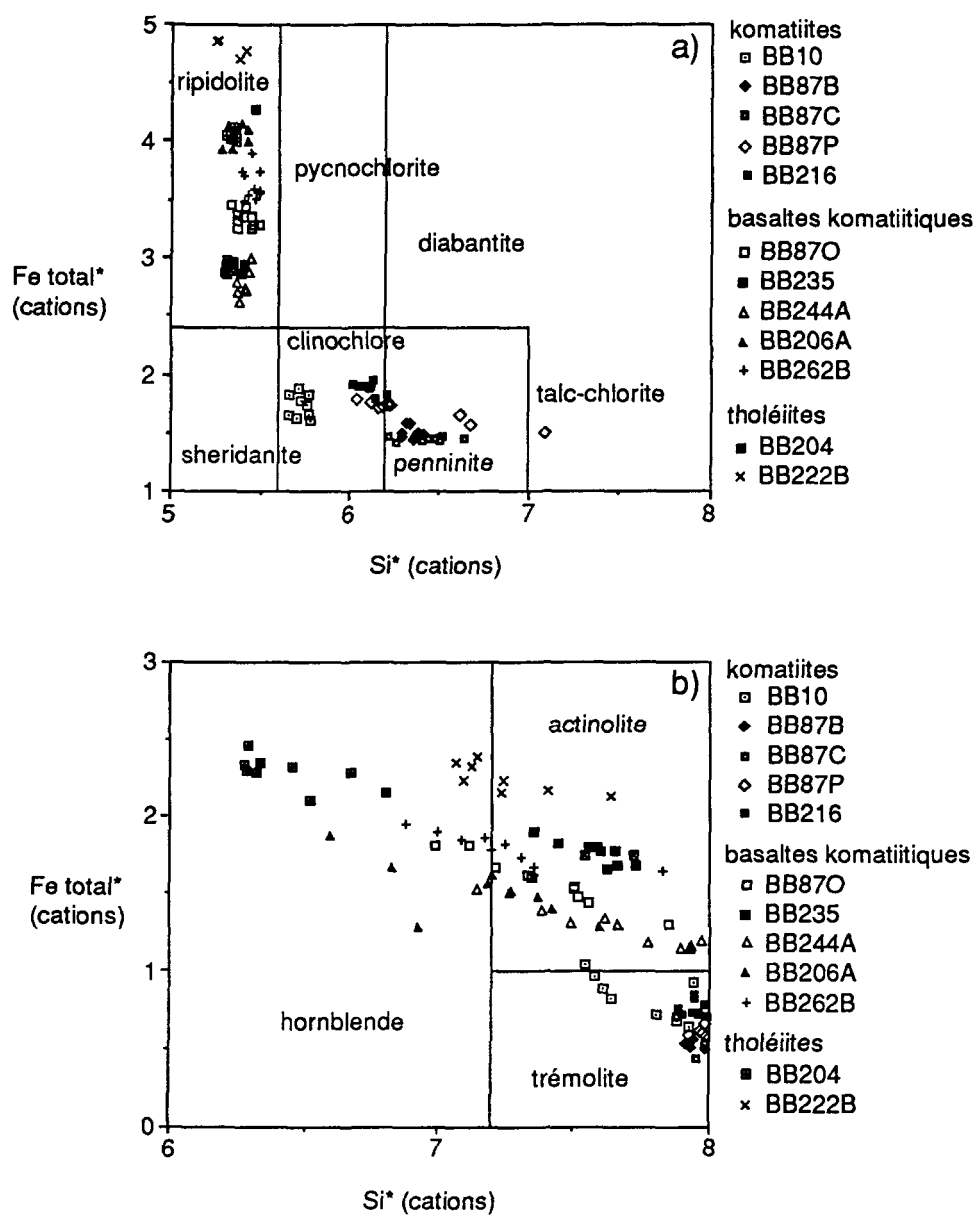 a)
5
4
3
2
1
Fe total*
(cations)
ripidolite
pycnochlorite
diabantite
clinochlore
sheridanite
penninite
talc-chlorite
5
6
7
8
Si* (cations)
komatiites
BB10
BB87B
BB87C
BB87P
BB216
basaltes komatiitiques
BB87O
BB235
BB244A
BB206A
BB262B
tholéiites
BB204
BB222B
b)
3
2
1
0
Fe total*
(cations)
actinolite
hornblende
trémolite
6
7
8
Si* (cations)
komatiites
BB10
BB87B
BB87C
BB87P
BB216
basaltes komatiitiques
BB87O
BB235
BB244A
BB206A
BB262B
tholéiites
BB204
BB222B